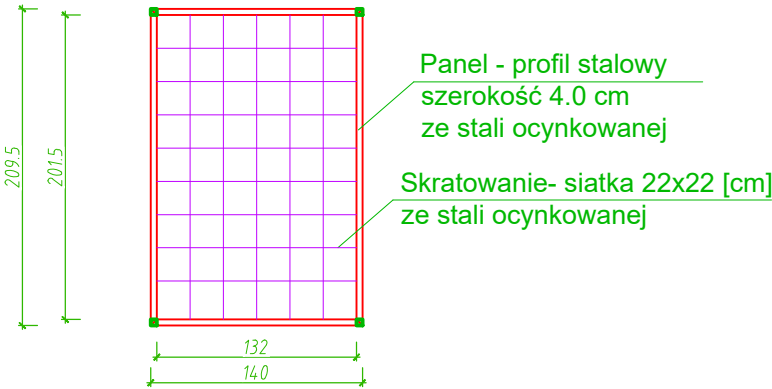 Panel - profil stalowy
szerokość 4.0 cm
ze stali ocynkowanej
209.5
201.5
Skratowanie- siatka 22x22 [cm]
ze stali ocynkowanej
132
140